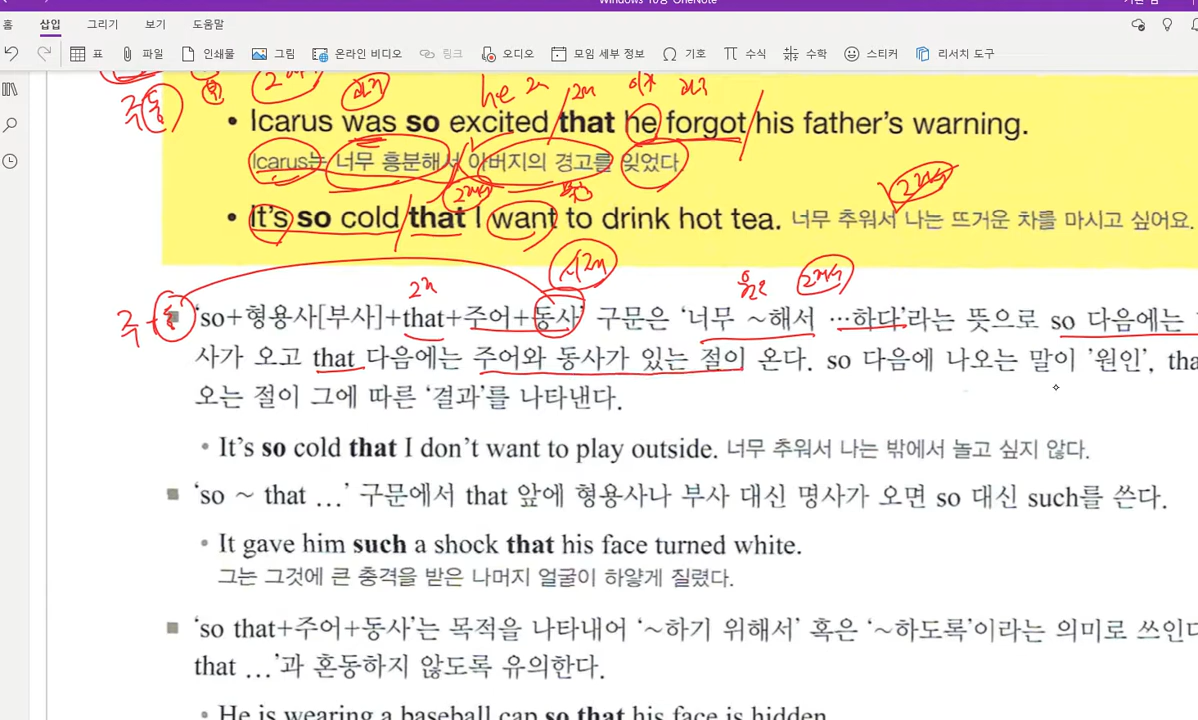 Windows 10용 OneNote
홈 삽입 그리기 보기 도움말
표 파일 인쇄물 그림 온라인 비디오 링크 오디오 모임 세부 정보 기호 수식 수학 스티커 리서치 도구
he
주동
• Icarus was so excited that he forgot his father's warning.
Icarus는 너무 흥분해서 아버지의 경고를 잊었다.
• It's so cold that I want to drink hot tea. 너무 추워서 나는 뜨거운 차를 마시고 싶어요.
'so+형용사[부사]+that+주어+동사' 구문은 '너무 ~해서 …하다'라는 뜻으로 so 다음에는
사가 오고 that 다음에는 주어와 동사가 있는 절이 온다. so 다음에 나오는 말이 '원인', tha
오는 절이 그에 따른 '결과'를 나타낸다.
• It's so cold that I don't want to play outside. 너무 추워서 나는 밖에서 놀고 싶지 않다.
'so ~ that …' 구문에서 that 앞에 형용사나 부사 대신 명사가 오면 so 대신 such를 쓴다.
• It gave him such a shock that his face turned white.
그는 그것에 큰 충격을 받은 나머지 얼굴이 하얗게 질렸다.
'so that+주어+동사'는 목적을 나타내어 '~하기 위해서' 혹은 '~하도록'이라는 의미로 쓰인다
that …'과 혼동하지 않도록 유의한다.
• He is wearing a baseball cap so that his face is hidden.